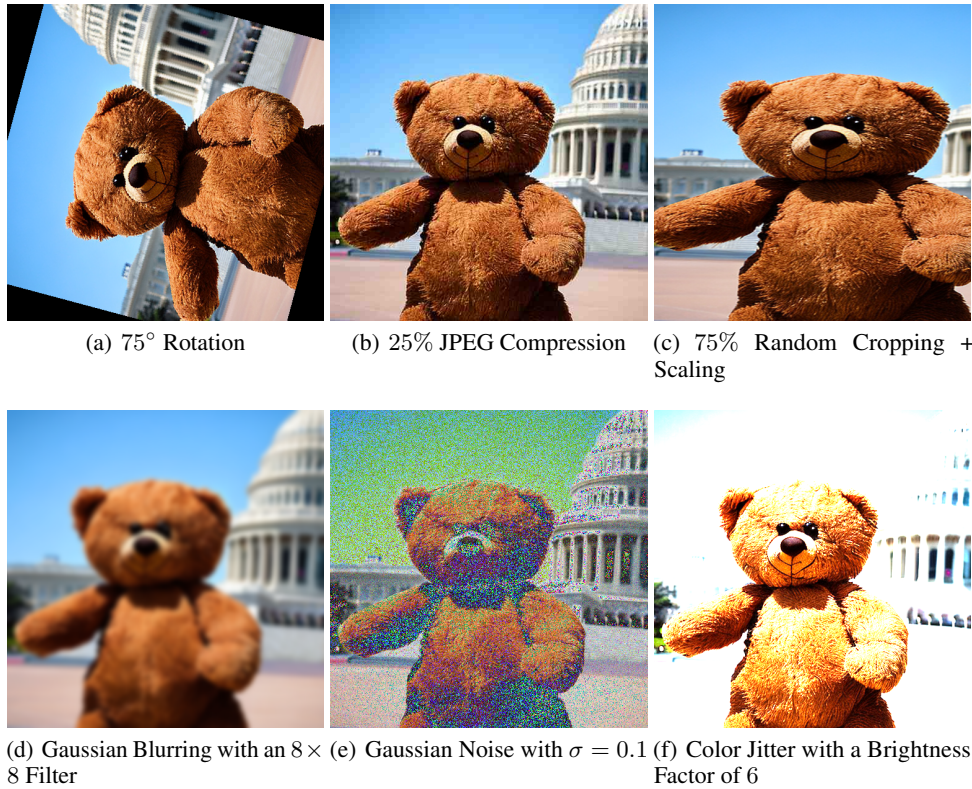 (a) 75° Rotation
(b) 25% JPEG Compression
(c) 75% Random Cropping +
Scaling
(d) Gaussian Blurring with an 8 ×
8 Filter
(e) Gaussian Noise with σ = 0.1
(f) Color Jitter with a Brightness
Factor of 6